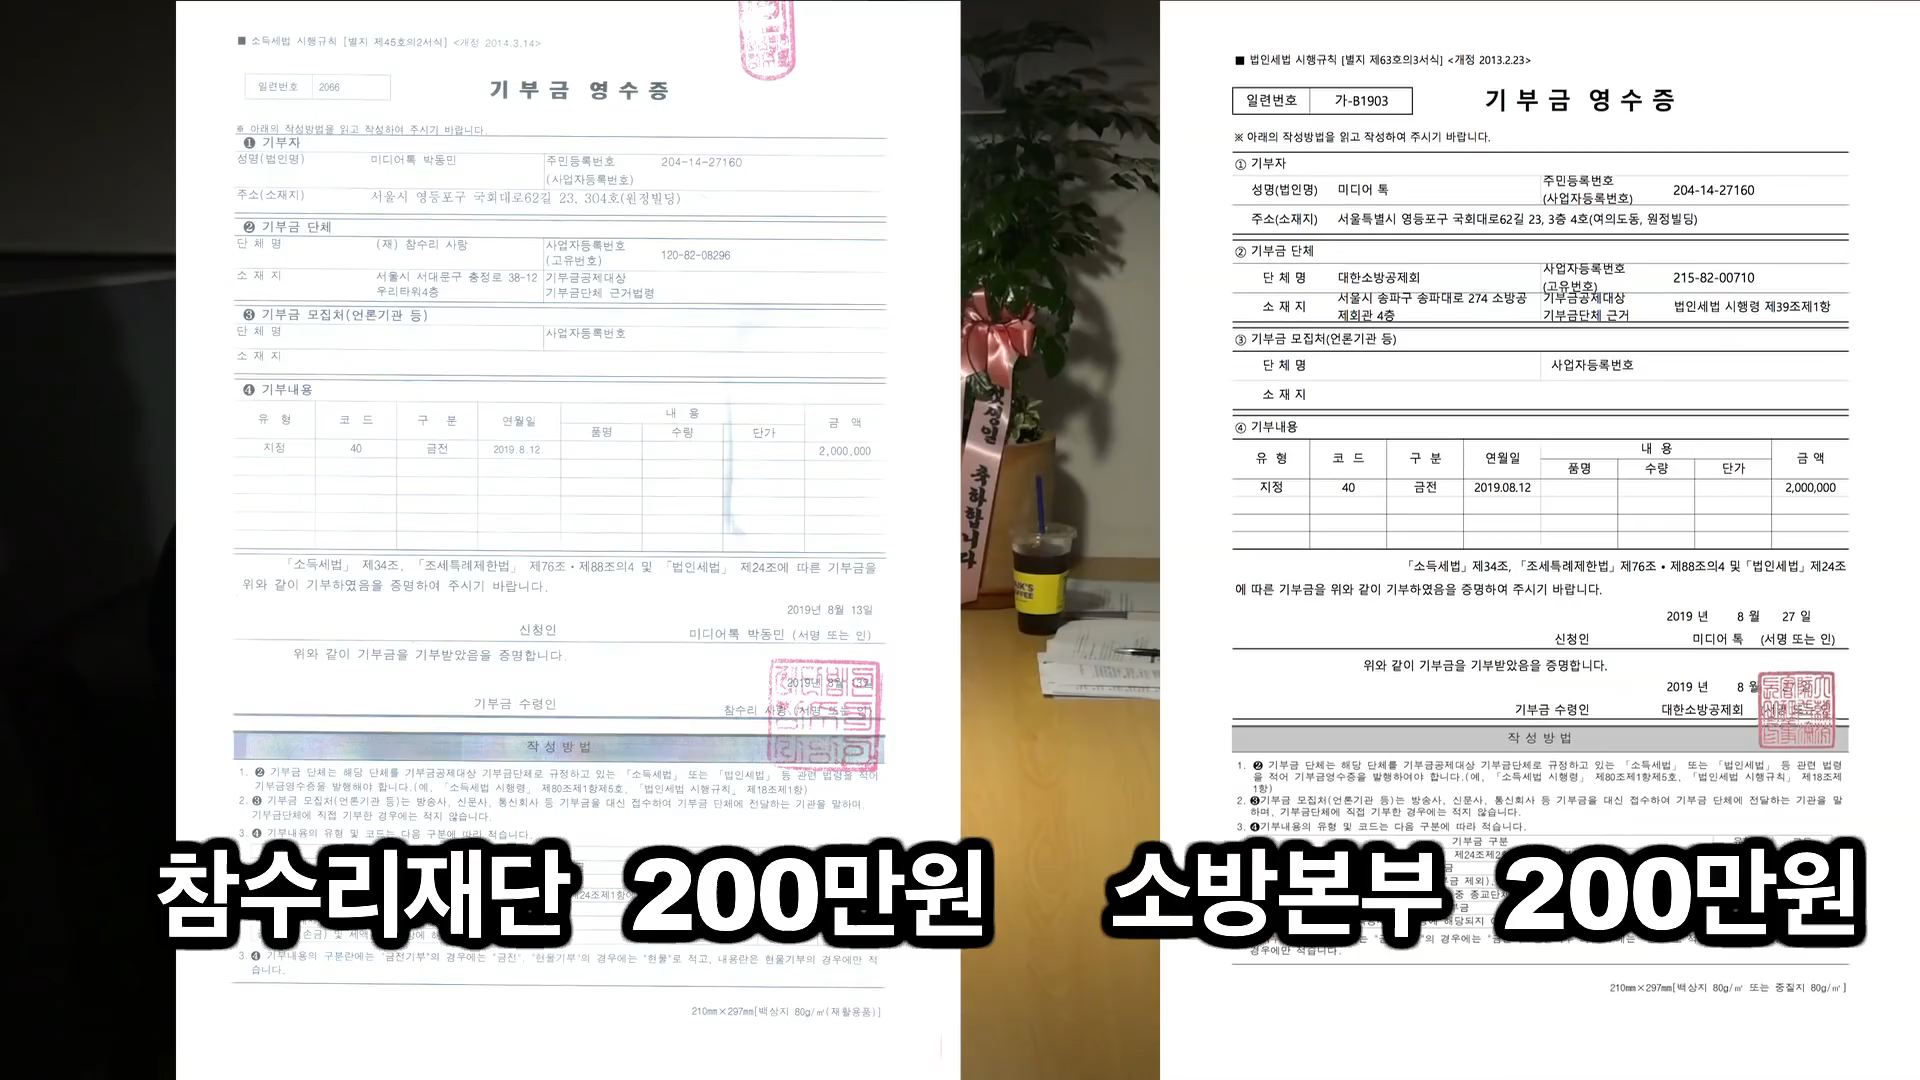 ■ 소득세법 시행규칙 [별지 제45호의2서식] <개정 2014.3.14>
일련번호 2066
기부금 영수증
※ 아래의 작성방법을 읽고 작성하여 주시기 바랍니다.
❶ 기부자
성명(법인명) 미디어톡 박동민 주민등록번호 204-14-27160
(사업자등록번호)
주소(소재지) 서울시 영등포구 국회대로62길 23, 304호(원정빌딩)
❷ 기부금 단체
단 체 명 (재) 참수리 사랑 사업자등록번호 120-82-08296
(고유번호)
소 재 지 서울시 서대문구 충정로 38-12 기부금공제대상
우리타워4층 기부금단체 근거법령
❸ 기부금 모집처(언론기관 등)
단 체 명 사업자등록번호
소 재 지
❹ 기부내용
유 형 코 드 구 분 연월일 내 용 금 액
품명 수량 단가
지정 40 금전 2019.8.12. 2,000,000
「소득세법」 제34조, 「조세특례제한법」 제76조·제88조의4 및 「법인세법」 제24조에 따른 기부금을
위와 같이 기부하였음을 증명하여 주시기 바랍니다.
2019년 8월 13일
신청인 미디어톡 박동민 (서명 또는 인)
위와 같이 기부금을 기부받았음을 증명합니다.
2019년 8월 13일
기부금 수령인 참수리 사랑 (서명 또는 인)
작 성 방 법
1. ❷ 기부금 단체는 해당 단체를 기부금공제대상 기부금단체로 규정하고 있는 「소득세법」 또는 「법인세법」 등 관련 법령을 적어
기부금영수증을 발행해야 합니다.(예, 「소득세법 시행령」 제80조제1항제5호, 「법인세법 시행규칙」 제18조제1항)
2. ❸ 기부금 모집처(언론기관 등)는 방송사, 신문사, 통신회사 등 기부금을 대신 접수하여 기부금 단체에 전달하는 기관을 말하며,
기부금단체에 직접 기부한 경우에는 적지 않습니다.
3. ❹ 기부내용의 유형 및 코드는 다음 구분에 따라 적습니다.
3. ❹ 기부내용의 구분란에는 "금전기부"의 경우에는 "금전", "현물기부"의 경우에는 "현물"로 적고, 내용란은 현물기부의 경우에만 적
습니다.
210㎜×297㎜[백상지 80g/㎡(재활용품)]
참수리재단 200만원
축하합니다
■ 법인세법 시행규칙 [별지 제63호의3서식] <개정 2013.2.23>
일련번호 가-B1903
기부금 영수증
※ 아래의 작성방법을 읽고 작성하여 주시기 바랍니다.
① 기부자
성명(법인명) 미디어 톡 주민등록번호 204-14-27160
(사업자등록번호)
주소(소재지) 서울특별시 영등포구 국회대로62길 23, 3층 4호(여의도동, 원정빌딩)
② 기부금 단체
단 체 명 대한소방공제회 사업자등록번호 215-82-00710
(고유번호)
소 재 지 서울시 송파구 송파대로 274 소방공 기부금공제대상 법인세법 시행령 제39조제1항
제회관 4층 기부금단체 근거
③ 기부금 모집처(언론기관 등)
단 체 명 사업자등록번호
소 재 지
④ 기부내용
유 형 코 드 구 분 연월일 내 용 금 액
품명 수량 단가
지정 40 금전 2019.08.12 2,000,000
「소득세법」제34조, 「조세특례제한법」제76조·제88조의4 및「법인세법」제24조
에 따른 기부금을 위와 같이 기부하였음을 증명하여 주시기 바랍니다.
2019 년 8 월 27 일
신청인 미디어 톡 (서명 또는 인)
위와 같이 기부금을 기부받았음을 증명합니다.
2019 년 8 월
기부금 수령인 대한소방공제회
작 성 방 법
1. ❷ 기부금 단체는 해당 단체를 기부금공제대상 기부금단체로 규정하고 있는 「소득세법」 또는 「법인세법」 등 관련 법령
을 적어 기부금영수증을 발행하여야 합니다.(예, 「소득세법 시행령」 제80조제1항제5호, 「법인세법 시행규칙」 제18조제
1항)
2. ❸기부금 모집처(언론기관 등)는 방송사, 신문사, 통신회사 등 기부금을 대신 접수하여 기부금 단체에 전달하는 기관을 말
하며, 기부금단체에 직접 기부한 경우에는 적지 않습니다.
3. ❹기부내용의 유형 및 코드는 다음 구분에 따라 적습니다.
기부금 구분
경우에만 적습니다.
210㎜×297㎜[백상지 80g/㎡ 또는 중질지 80g/㎡]
소방본부 200만원